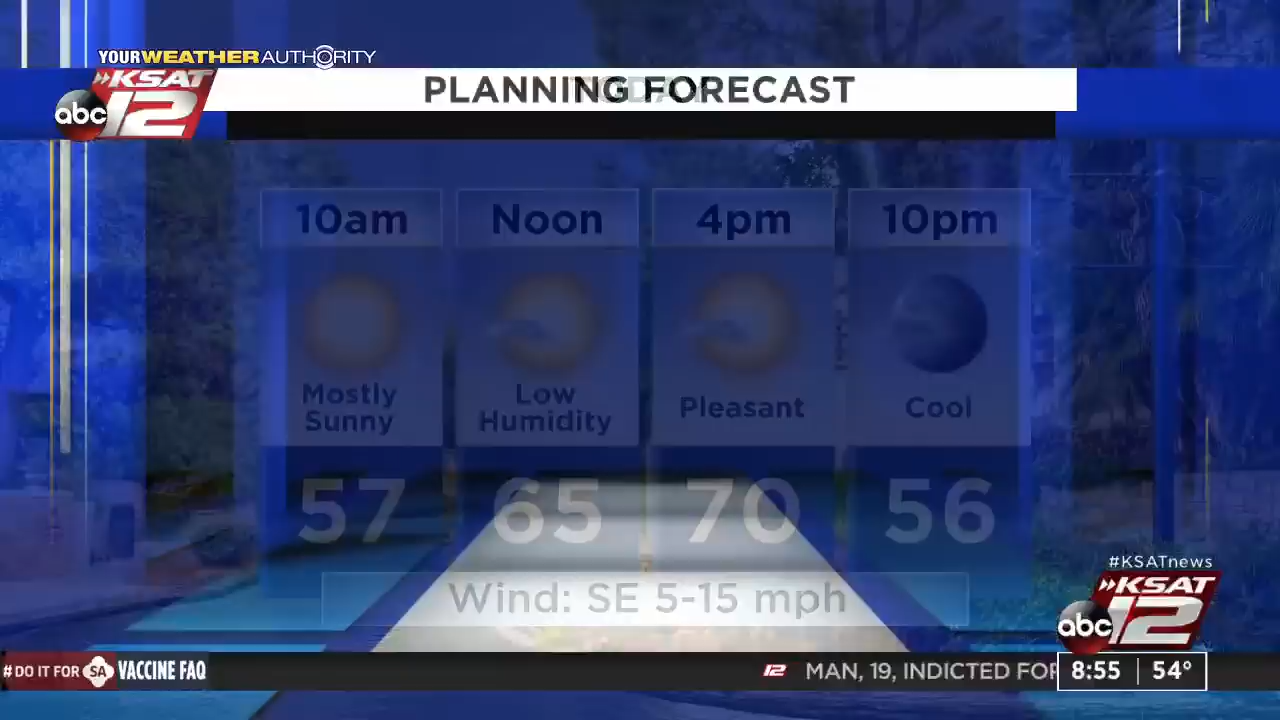 YOUR WEATHER AUTHORITY
KSAT
abc 12
PLANNING FORECAST
10am
Noon
4pm
10pm
Mostly
Sunny
Low
Humidity
Pleasant
Cool
57
65
70
56
Wind: SE 5-15 mph
#KSATnews
KSAT
abc 12
#DO IT FOR SA VACCINE FAQ
12 MAN, 19, INDICTED FOR
8:55 54°